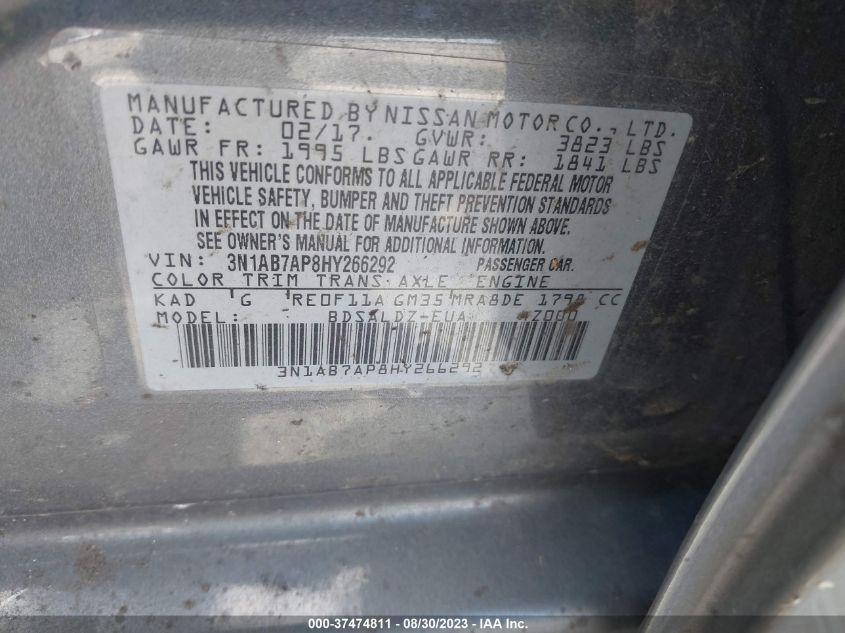 MANUFACTURED BY NISSAN MOTOR CO., LTD.
DATE: 02/17. GVWR: 3823 LBS
GAWR FR: 1995 LBS GAWR RR: 1841 LBS
THIS VEHICLE CONFORMS TO ALL APPLICABLE FEDERAL MOTOR
VEHICLE SAFETY, BUMPER AND THEFT PREVENTION STANDARDS
IN EFFECT ON THE DATE OF MANUFACTURE SHOWN ABOVE.
SEE OWNER'S MANUAL FOR ADDITIONAL INFORMATION.
VIN: 3N1AB7AP8HY266292 PASSENGER CAR.
COLOR TRIM TRANS AXLE ENGINE
KAD G RE0F11A GM35 MRA8DE 1798 CC
MODEL:
3N1AB7AP8HY266292
000-37474811 - 08/30/2023 - IAA Inc.